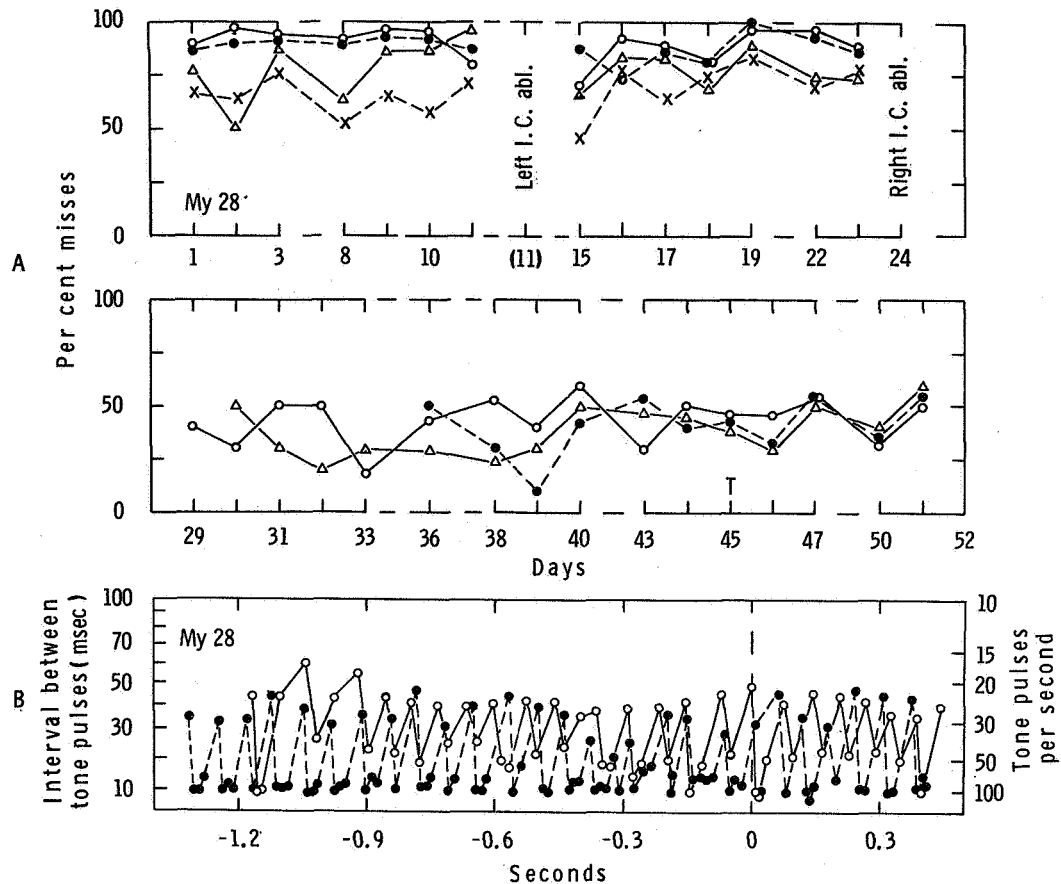 A
Per cent misses
100
50
0
My 28
Left I. C. abl.
Right I. C. abl.
1 3 8 10 (11) 15 17 19 22 24
100
50
0
T
29 31 33 36 38 40 43 45 47 50 52
Days
B
Interval between
tone pulses (msec)
100
70
50
30
10
My 28
10
15
20
30
50
100
Tone pulses
per second
-1.2 -0.9 -0.6 -0.3 0 0.3
Seconds